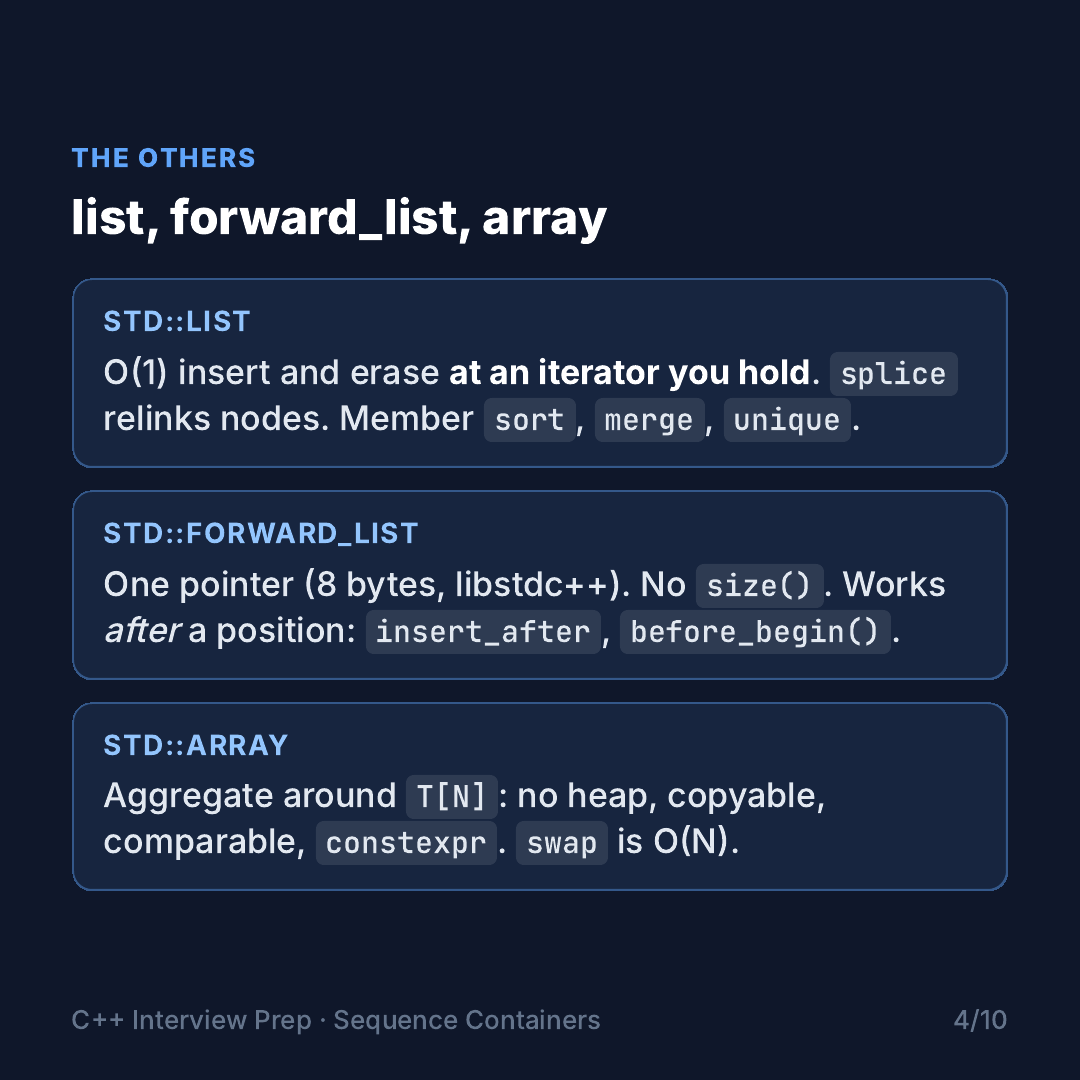 THE OTHERS
list, forward_list, array
STD::LIST
O(1) insert and erase at an iterator you hold. splice
relinks nodes. Member sort, merge, unique.
STD::FORWARD_LIST
One pointer (8 bytes, libstdc++). No size(). Works
after a position: insert_after, before_begin().
STD::ARRAY
Aggregate around T[N]: no heap, copyable,
comparable, constexpr. swap is O(N).
C++ Interview Prep · Sequence Containers
4/10